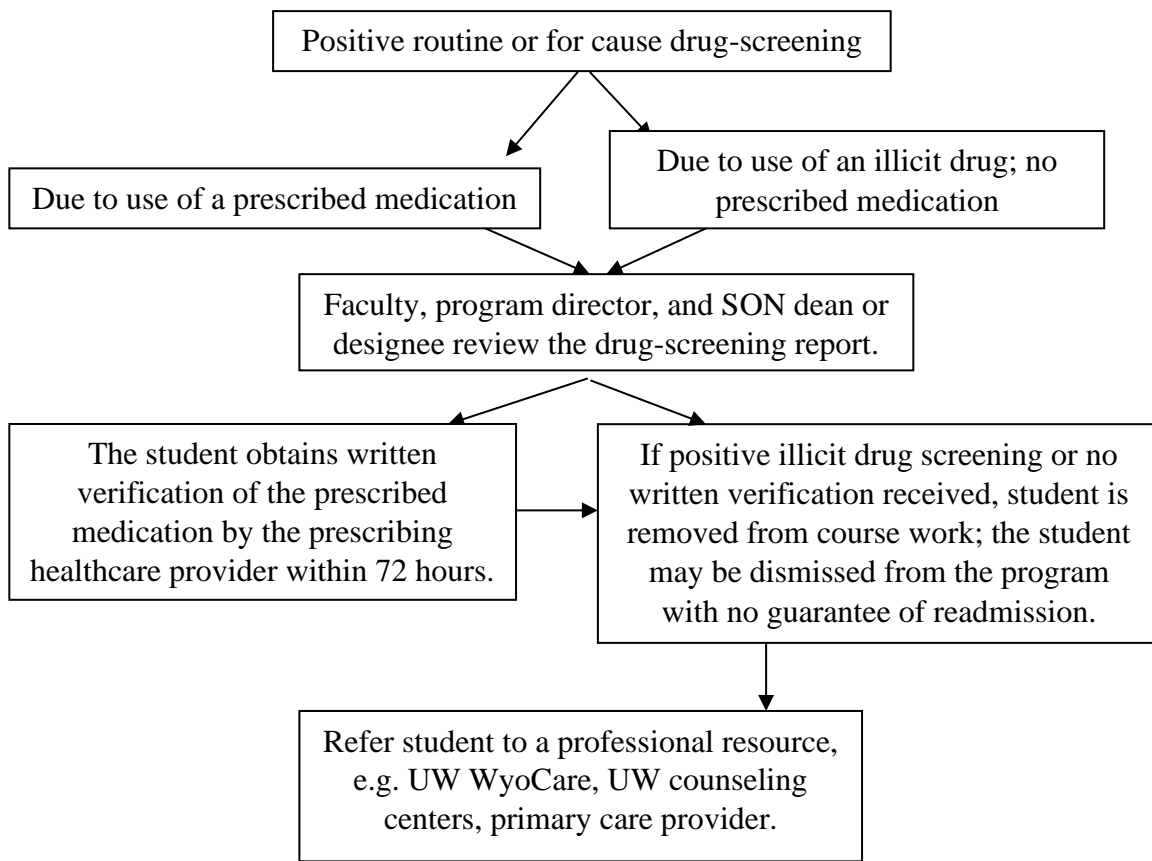 Positive routine or for cause drug-screening
Due to use of a prescribed medication
Due to use of an illicit drug; no
prescribed medication
Faculty, program director, and SON dean or
designee review the drug-screening report.
The student obtains written
verification of the prescribed
medication by the prescribing
healthcare provider within 72 hours.
If positive illicit drug screening or no
written verification received, student is
removed from course work; the student
may be dismissed from the program
with no guarantee of readmission.
Refer student to a professional resource,
e.g. UW WyoCare, UW counseling
centers, primary care provider.